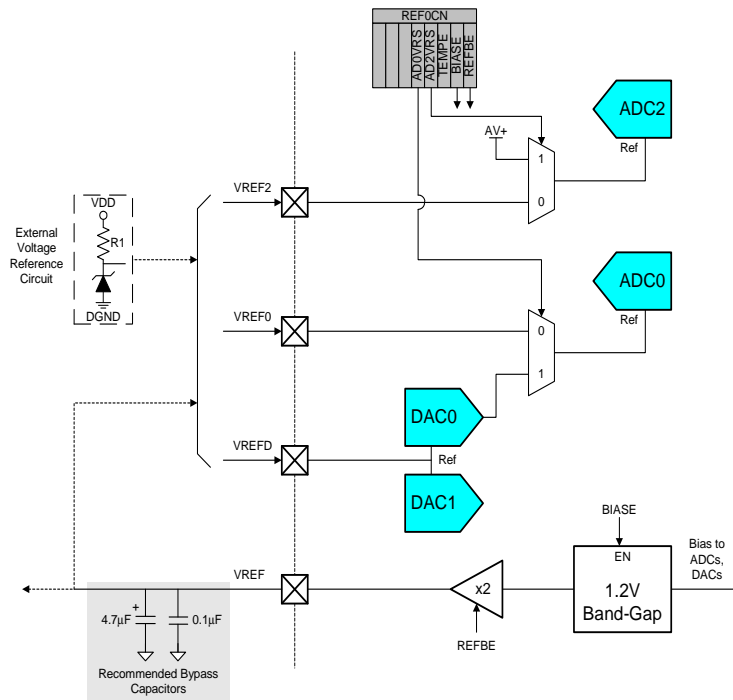 REF0CN
AD0VRS
AD2VRS
TEMPE
BIASE
REFBE
ADC2
Ref
AV+
1
0
VREF2
VDD
R1
DGND
External
Voltage
Reference
Circuit
ADC0
Ref
VREF0
0
1
DAC0
Ref
VREFD
DAC1
BIASE
EN
1.2V
Band-Gap
Bias to
ADCs,
DACs
x2
REFBE
VREF
+
4.7µF
0.1µF
Recommended Bypass
Capacitors